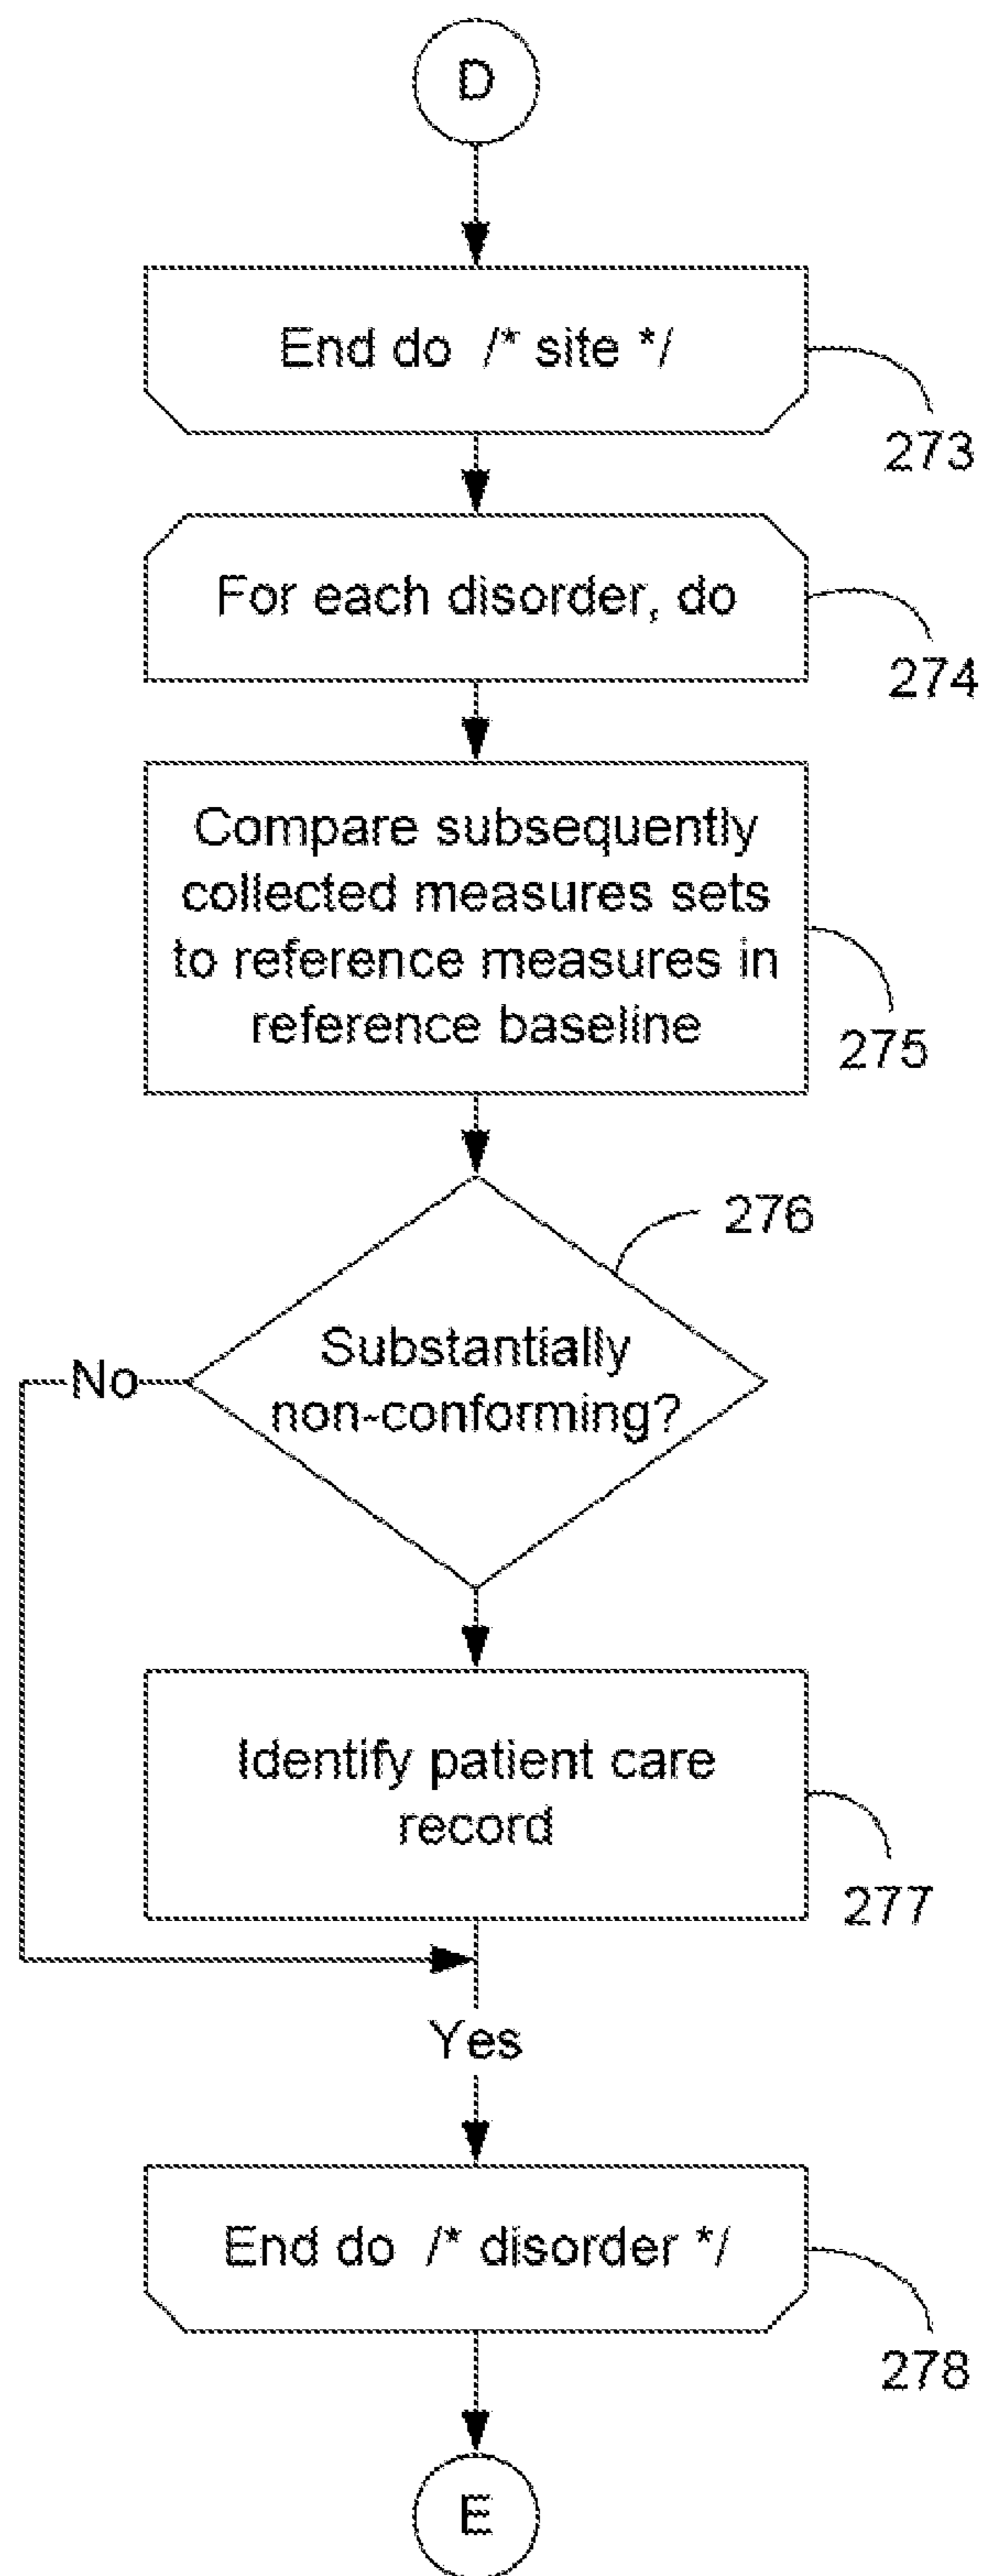 D
End do /* site */
273
For each disorder, do
274
Compare subsequently
collected measures sets
to reference measures in
reference baseline
275
276
Substantially
non-conforming?
No
Identify patient care
record
277
Yes
End do /* disorder */
278
E